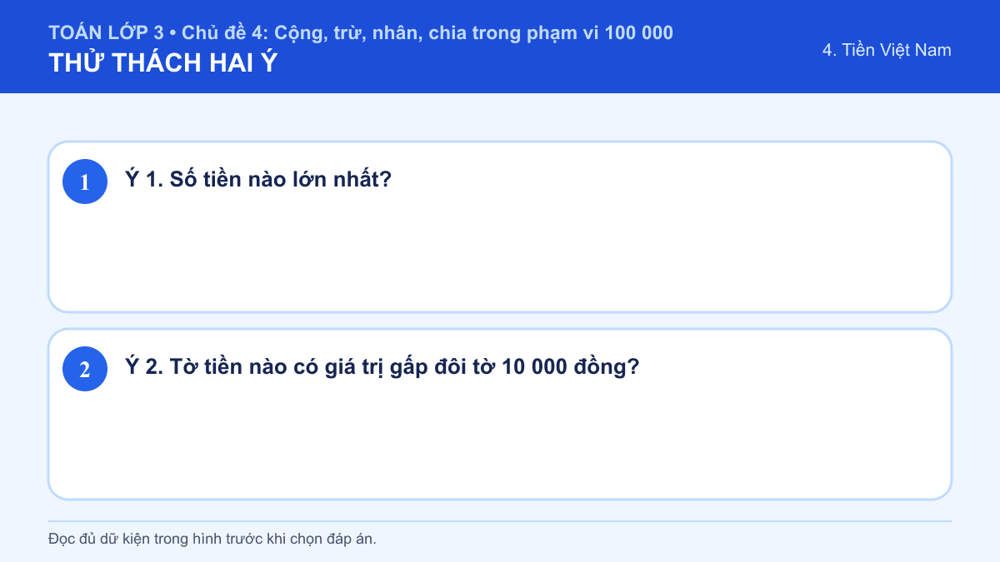 TOÁN LỚP 3 • Chủ đề 4: Cộng, trừ, nhân, chia trong phạm vi 100 000
THỬ THÁCH HAI Ý
4. Tiền Việt Nam
1
Ý 1. Số tiền nào lớn nhất?
2
Ý 2. Tờ tiền nào có giá trị gấp đôi tờ 10 000 đồng?
Đọc đủ dữ kiện trong hình trước khi chọn đáp án.